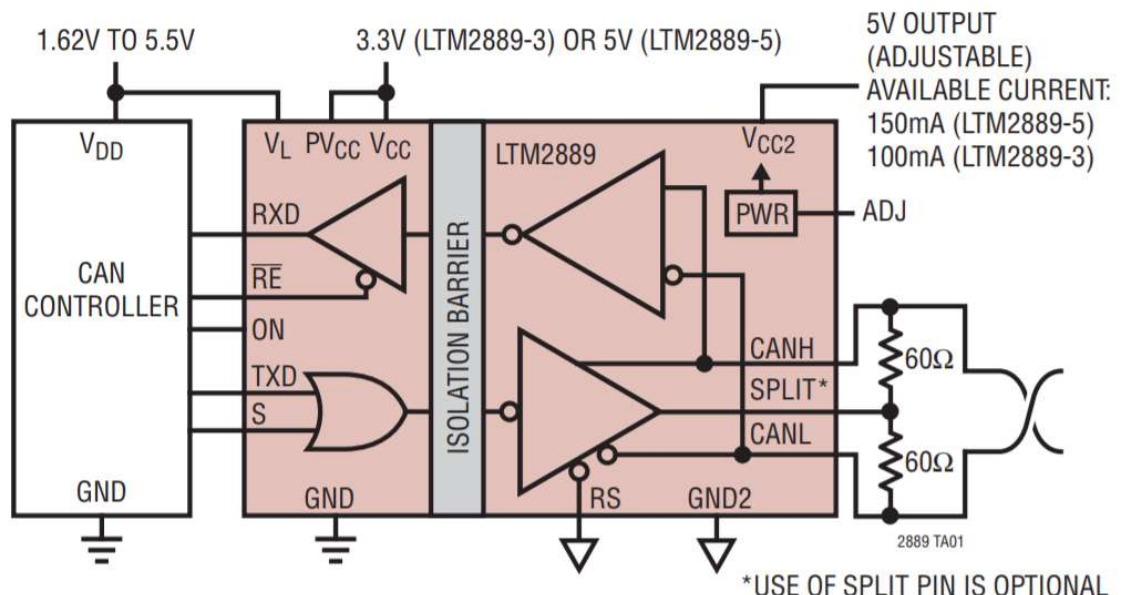 1.62V TO 5.5V
3.3V (LTM2889-3) OR 5V (LTM2889-5)
5V OUTPUT
(ADJUSTABLE)
AVAILABLE CURRENT:
150mA (LTM2889-5)
100mA (LTM2889-3)
VDD
VL PVCC VCC
LTM2889
VCC2
PWR
ADJ
CAN
CONTROLLER
RXD
RE
ON
TXD
S
GND
GND
ISOLATION BARRIER
CANH
SPLIT*
CANL
RS
GND2
60Ω
60Ω
2889 TA01
*USE OF SPLIT PIN IS OPTIONAL